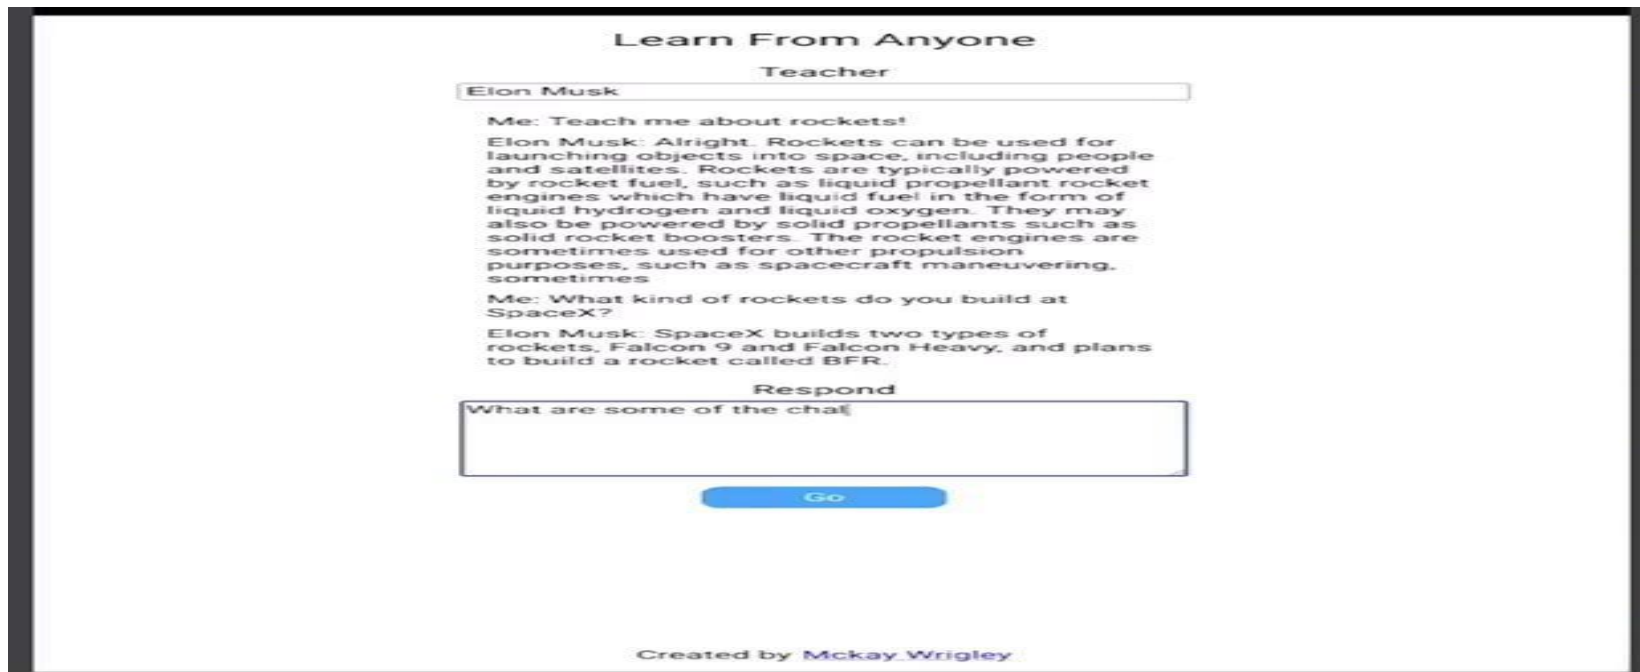 Learn From Anyone
Teacher
Elon Musk
Me: Teach me about rockets!
Elon Musk: Alright. Rockets can be used for
launching objects into space, including people
and satellites. Rockets are typically powered
by rocket fuel, such as liquid propellant rocket
engines which have liquid fuel in the form of
liquid hydrogen and liquid oxygen. They may
also be powered by solid propellants such as
solid rocket boosters. The rocket engines are
sometimes used for other propulsion
purposes, such as spacecraft maneuvering,
sometimes
Me: What kind of rockets do you build at
SpaceX?
Elon Musk: SpaceX builds two types of
rockets, Falcon 9 and Falcon Heavy, and plans
to build a rocket called BFR.
Respond
What are some of the chal
Go
Created by Mckay Wrigley